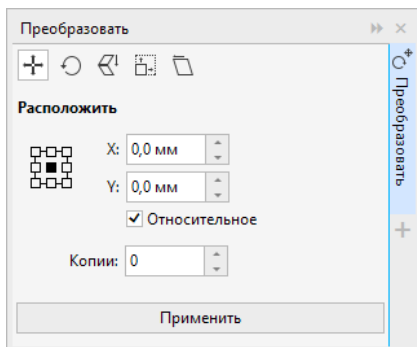 Преобразовать
Преобразовать
Расположить
X: 0,0 мм
Y: 0,0 мм
Относительное
Копии: 0
Применить